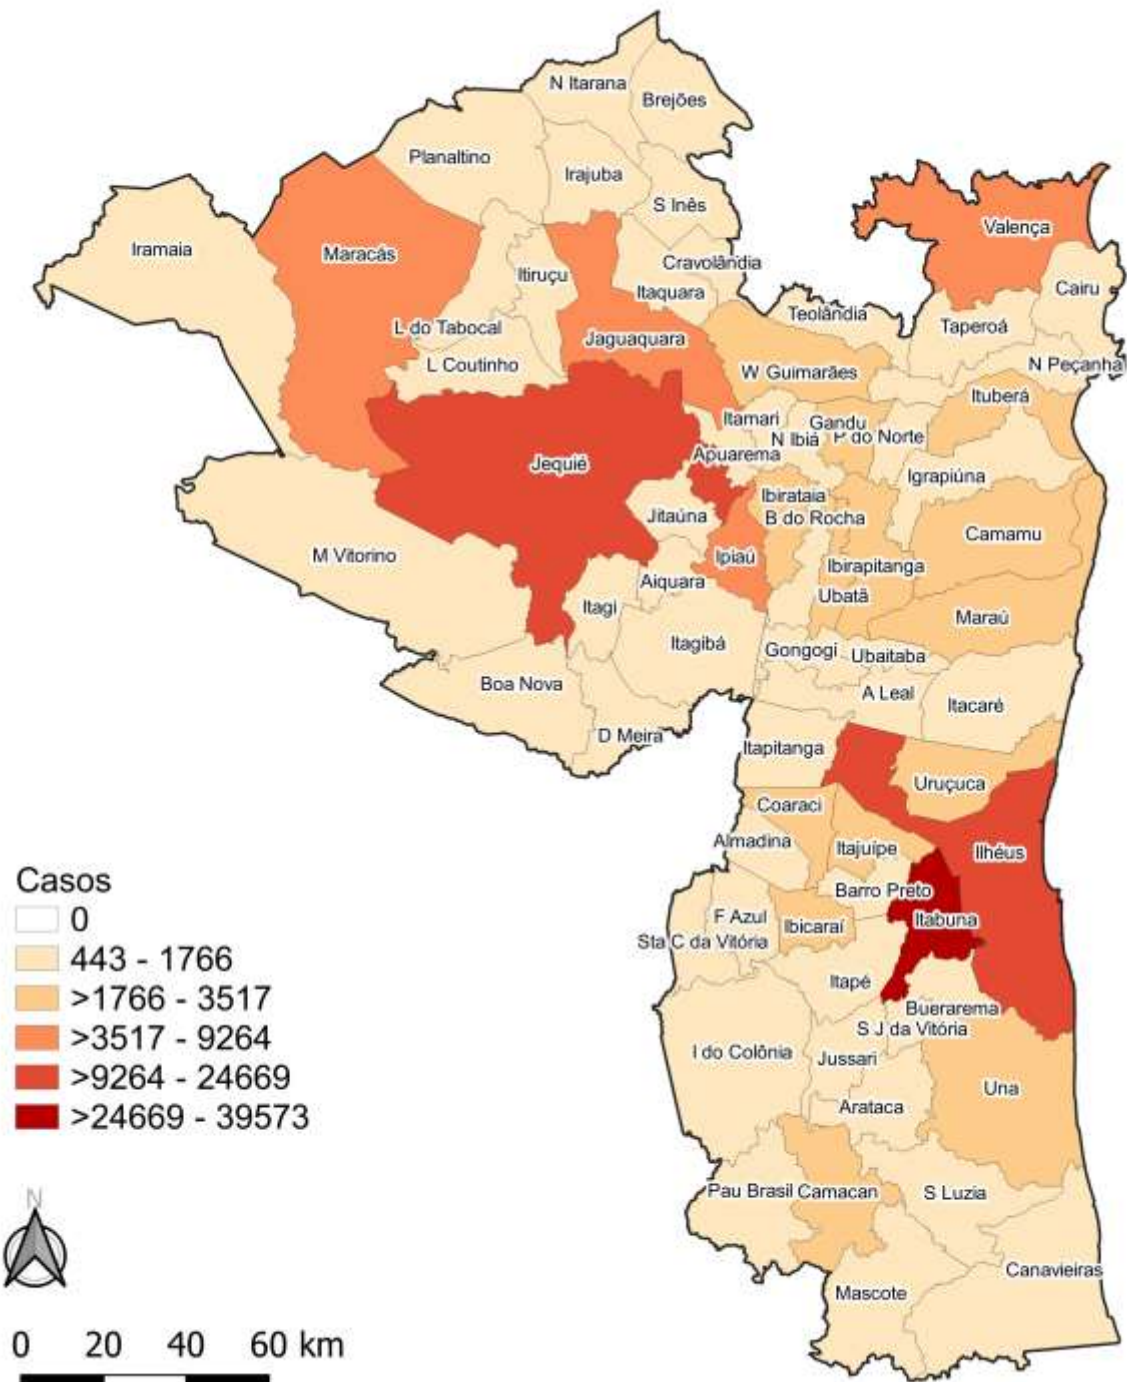 N Itarana
Brejões
Planaltino
Irajuba
S Inês
Valença
Iramaia
Maracás
Cravolândia
Itiruçu
Itaquara
Cairu
Teolândia
Taperoá
L do Tabocal
Jaguaquara
L Coutinho
W Guimarães
N Peçanha
Ituberá
Itamari
Gandu
N Ibiá
P do Norte
Apuarema
Jequié
Igrapiúna
Ibirataia
Jitaúna
B do Rocha
Camamu
M Vitorino
Ipiaú
Ibirapitanga
Aiquara
Ubatã
Itagi
Maraú
Itagibá
Gongogi
Ubaitaba
Boa Nova
A Leal
Itacaré
D Meira
Itapitanga
Uruçuca
Coaraci
Almadina
Itajuípe
Ilhéus
Barro Preto
F Azul
Ibicaraí
Itabuna
Sta C da Vitória
Itapé
Buerarema
S J da Vitória
I do Colônia
Jussari
Una
Arataca
Pau Brasil
Camacan
S Luzia
Canavieiras
Mascote
Casos
0
443 - 1766
>1766 - 3517
>3517 - 9264
>9264 - 24669
>24669 - 39573
N
0 20 40 60 km